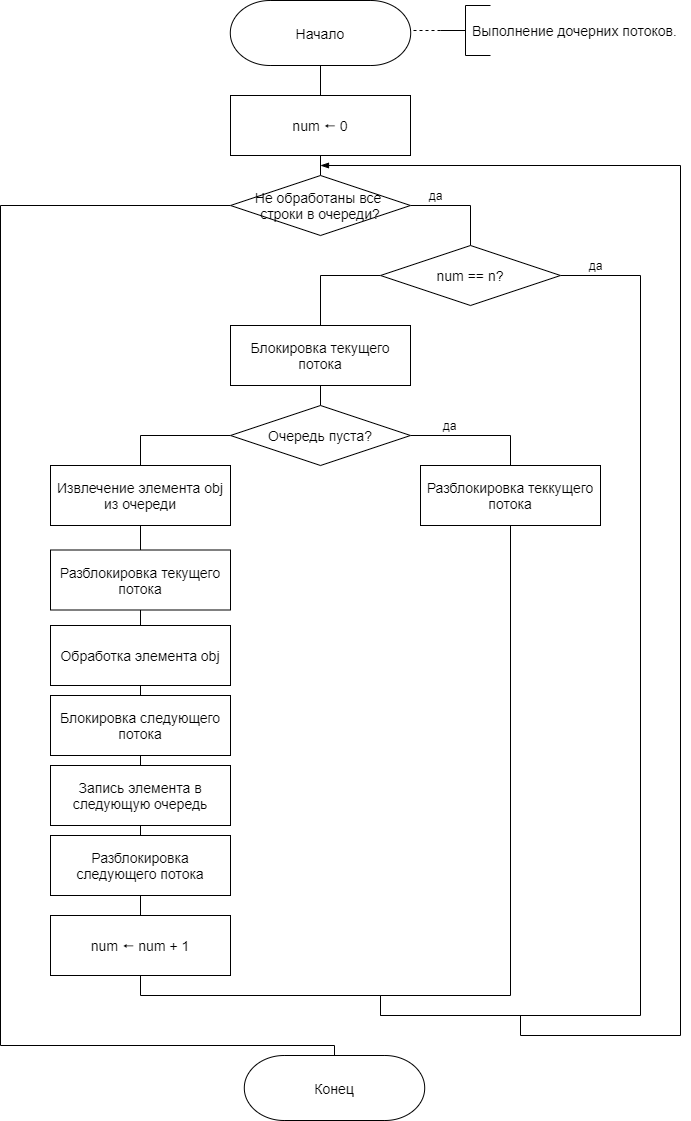 Начало
Выполнение дочерних потоков.
num ← 0
Не обработаны все
строки в очереди?
да
num == n?
да
Блокировка текущего
потока
Очередь пуста?
да
Извлечение элемента obj
из очереди
Разблокировка теккущего
потока
Разблокировка текущего
потока
Обработка элемента obj
Блокировка следующего
потока
Запись элемента в
следующую очередь
Разблокировка
следующего потока
num ← num + 1
Конец